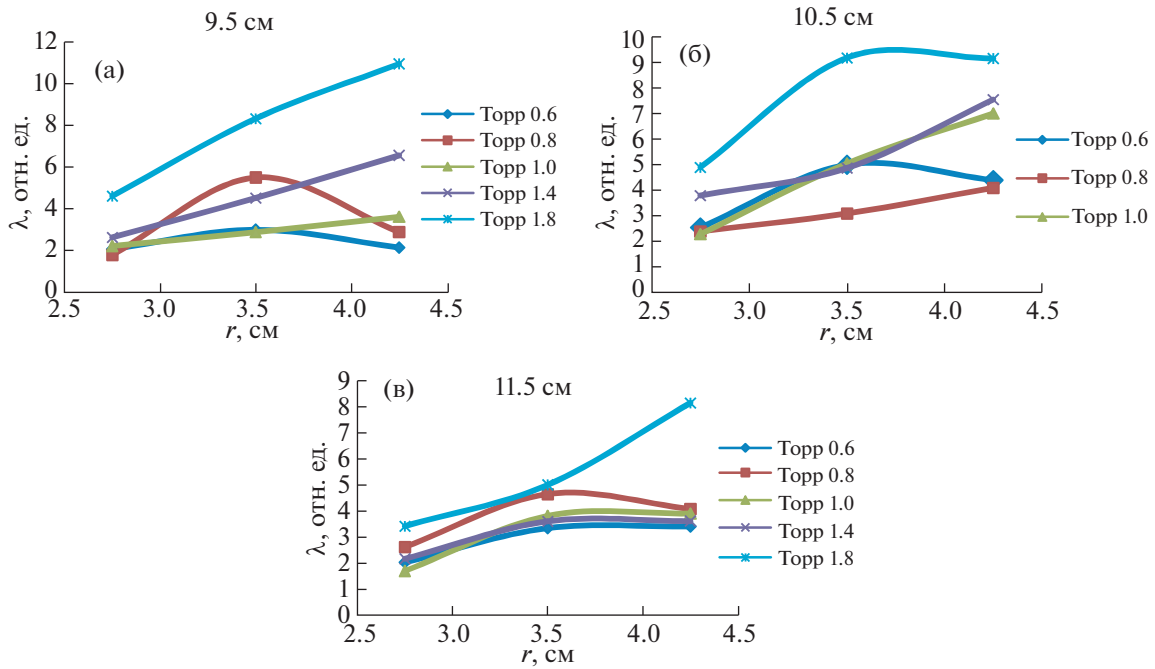 9.5 см
(а)
λ, отн. ед.
12
10
8
6
4
2
0
2.5 3.0 3.5 4.0 4.5
r, см
Торр 0.6
Торр 0.8
Торр 1.0
Торр 1.4
Торр 1.8
10.5 см
(б)
λ, отн. ед.
10
9
8
7
6
5
4
3
2
1
0
2.5 3.0 3.5 4.0 4.5
r, см
Торр 0.6
Торр 0.8
Торр 1.0
11.5 см
(в)
λ, отн. ед.
9
8
7
6
5
4
3
2
1
0
2.5 3.0 3.5 4.0 4.5
r, см
Торр 0.6
Торр 0.8
Торр 1.0
Торр 1.4
Торр 1.8